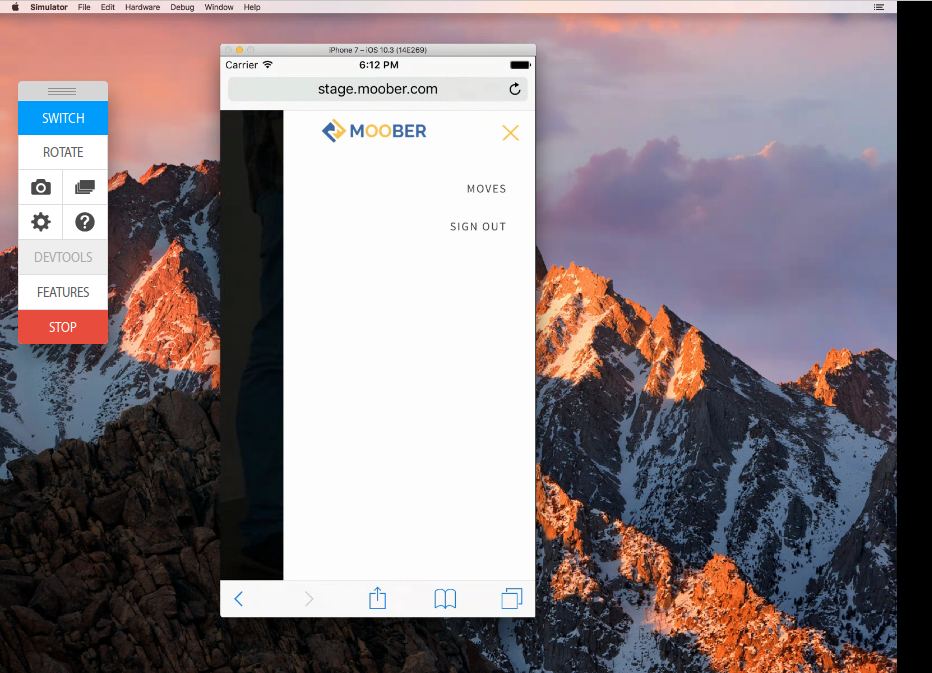 Simulator File Edit Hardware Debug Window Help
iPhone 7 – iOS 10.3 (14E269)
Carrier 6:12 PM
stage.moober.com
MOOBER
MOVES
SIGN OUT
SWITCH
ROTATE
?
DEVTOOLS
FEATURES
STOP